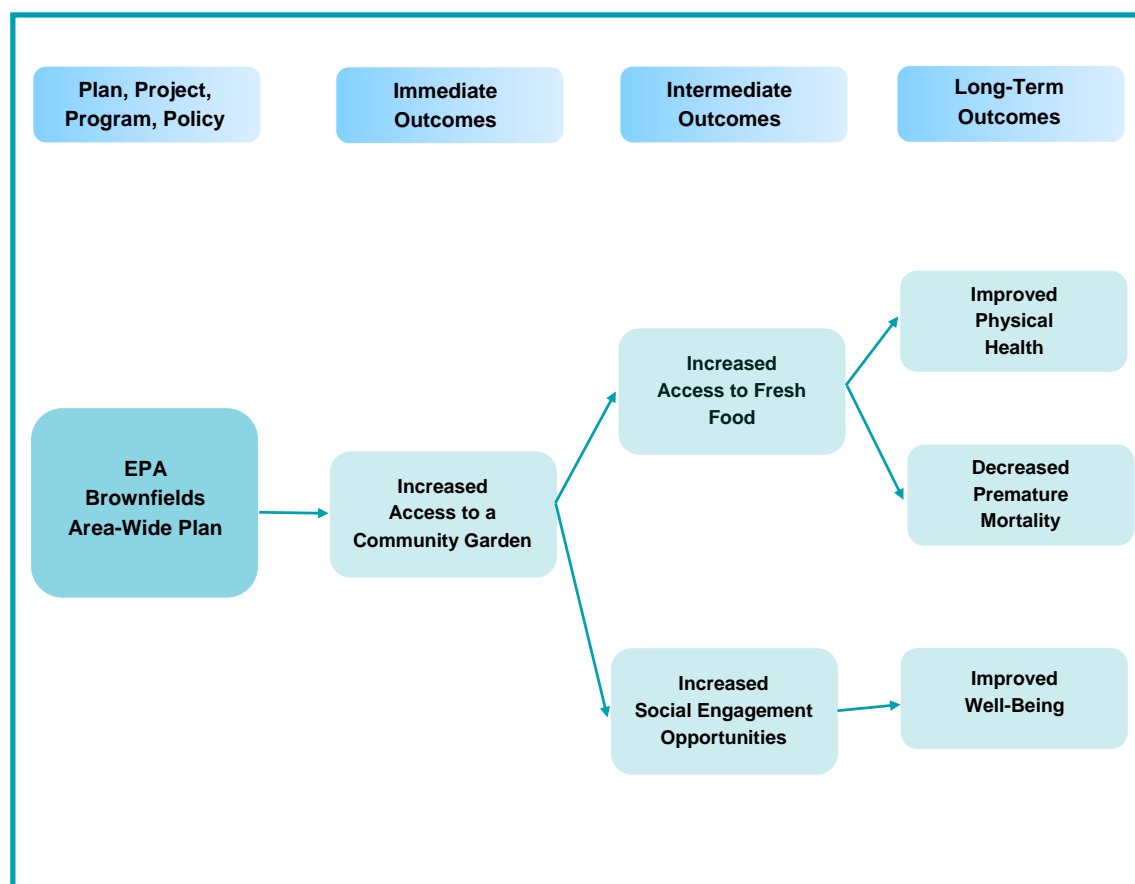 Plan, Project,
Program, Policy
Immediate
Outcomes
Intermediate
Outcomes
Long-Term
Outcomes
EPA
Brownfields
Area-Wide Plan
Increased
Access to a
Community Garden
Increased
Access to Fresh
Food
Increased
Social Engagement
Opportunities
Improved
Physical
Health
Decreased
Premature
Mortality
Improved
Well-Being